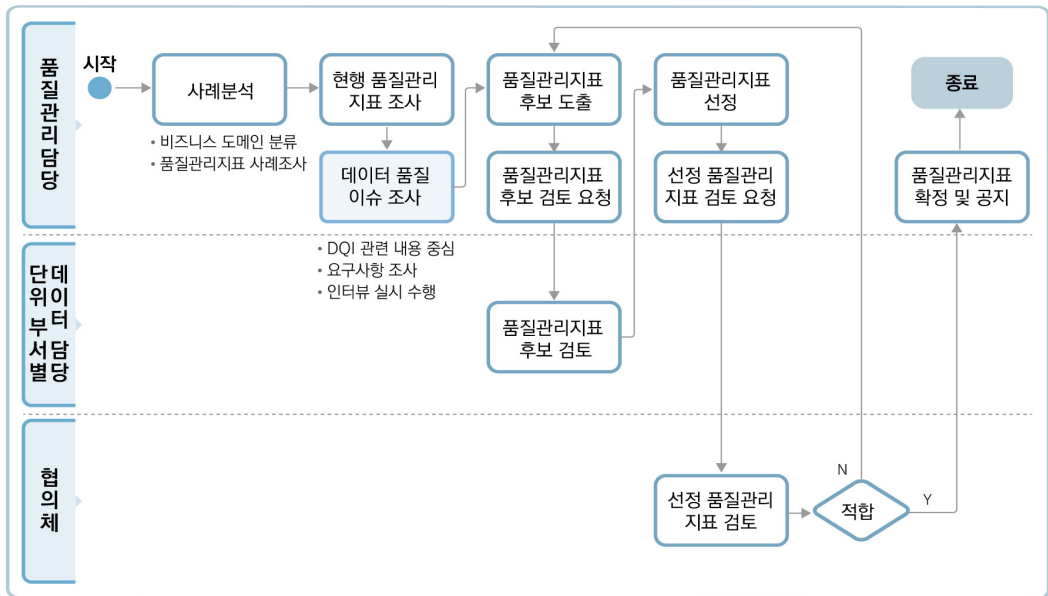 품질관리담당
시작
사례분석
• 비즈니스 도메인 분류
• 품질관리지표 사례조사
현행 품질관리
지표 조사
데이터 품질
이슈 조사
• DQI 관련 내용 중심
• 요구사항 조사
• 인터뷰 실시 수행
품질관리지표
후보 도출
품질관리지표
후보 검토 요청
품질관리지표
선정
선정 품질관리
지표 검토 요청
종료
품질관리지표
확정 및 공지
단위 부서별
데이터 담당
품질관리지표
후보 검토
협의체
선정 품질관리
지표 검토
적합
N
Y